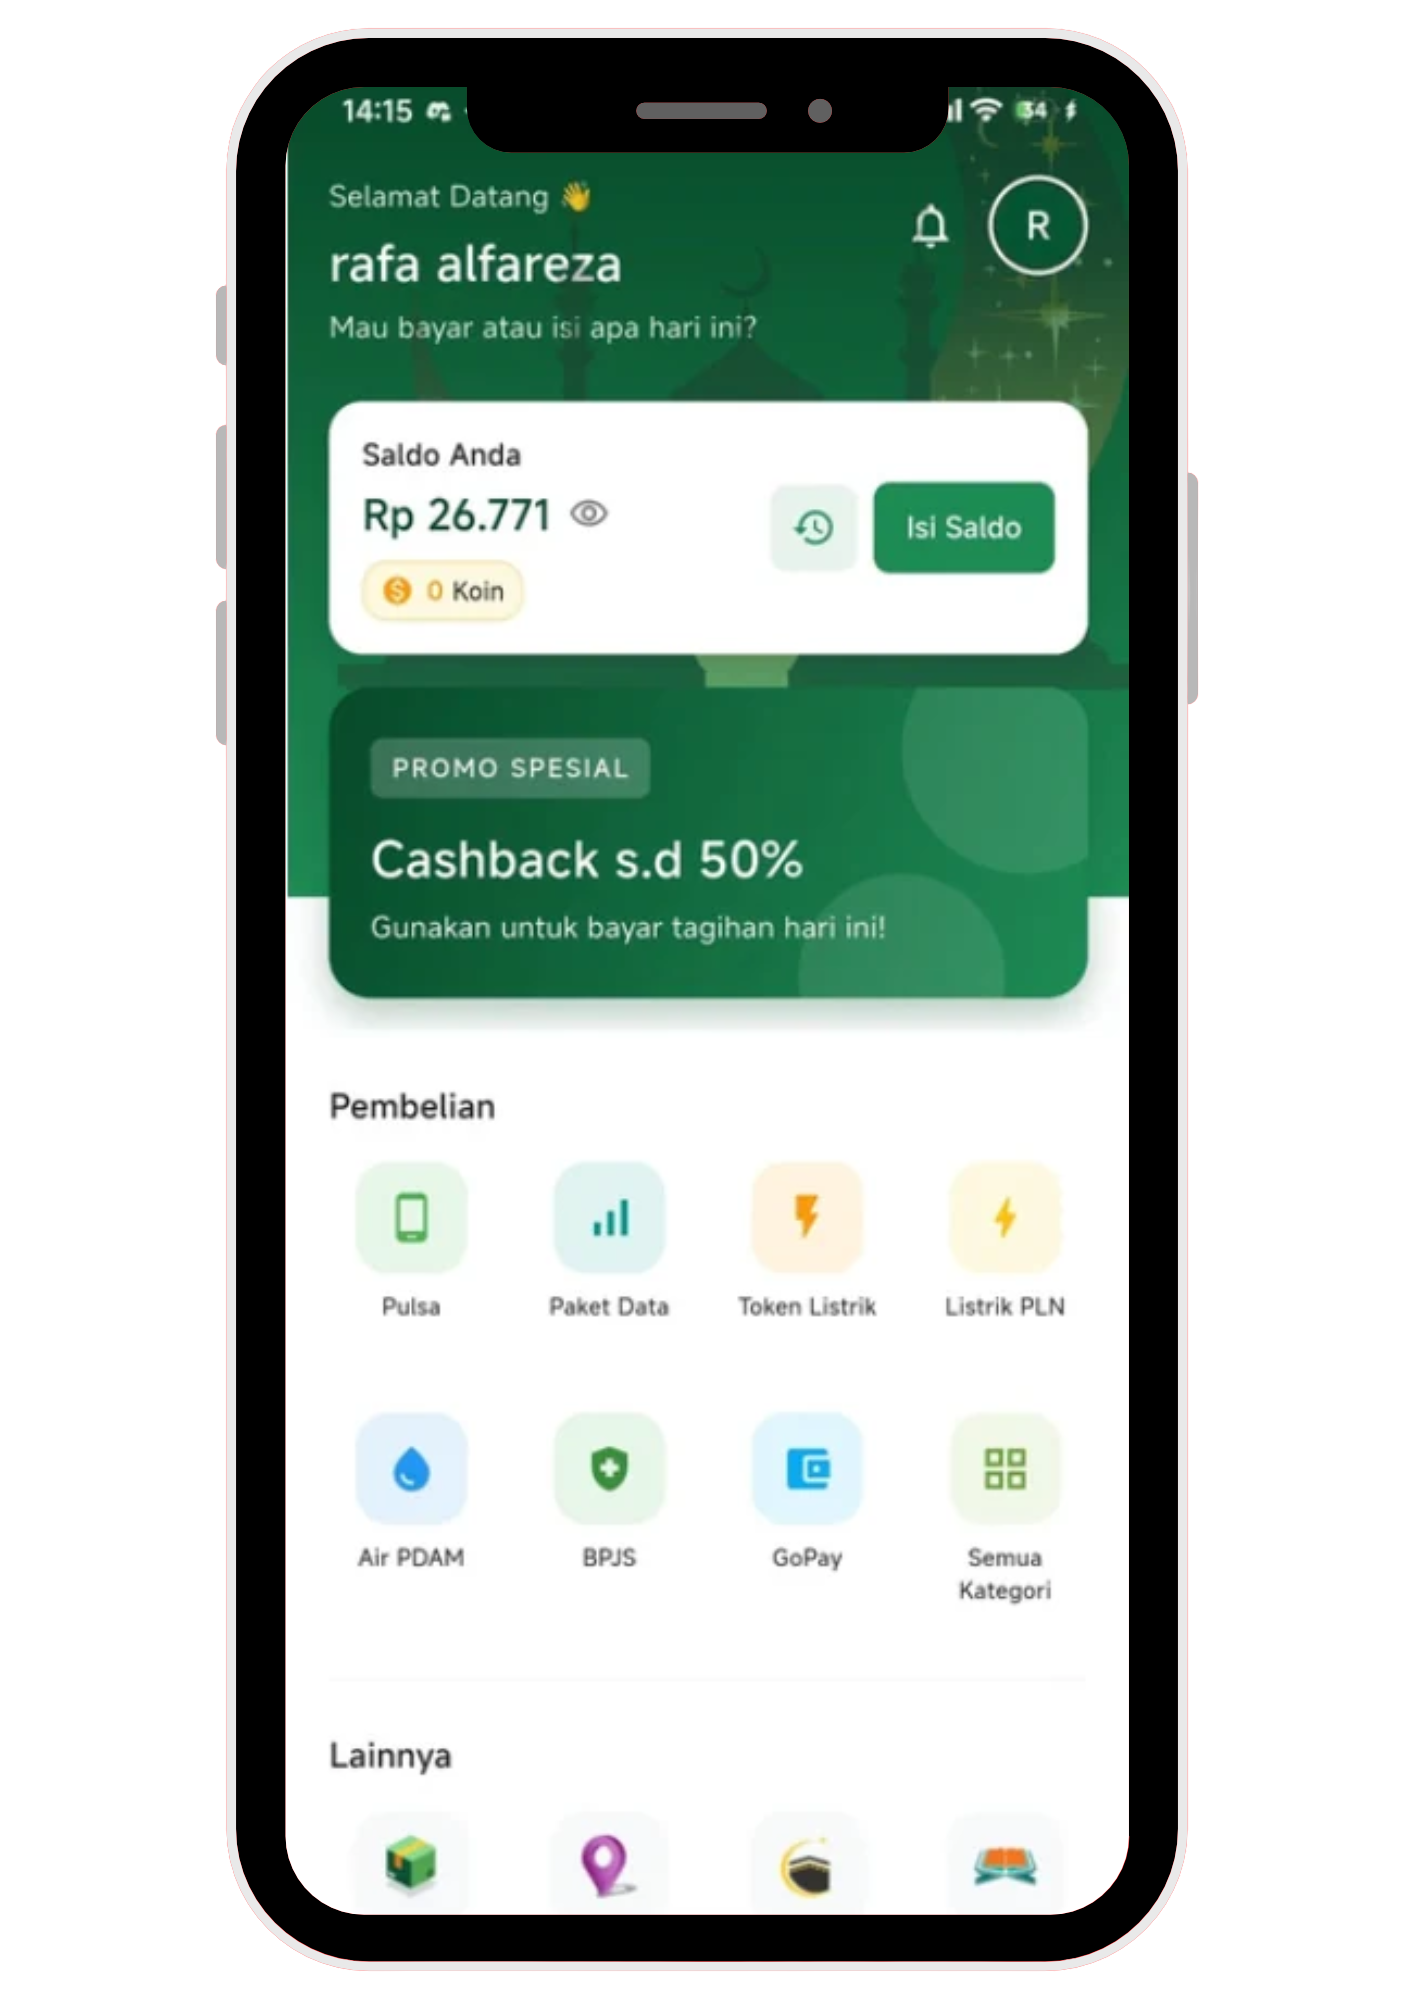 14:15
34
Selamat Datang 👋
rafa alfareza
R
Mau bayar atau isi apa hari ini?
Saldo Anda
Rp 26.771
Isi Saldo
0 Koin
PROMO SPESIAL
Cashback s.d 50%
Gunakan untuk bayar tagihan hari ini!
Pembelian
Pulsa
Paket Data
Token Listrik
Listrik PLN
Air PDAM
BPJS
GoPay
Semua
Kategori
Lainnya